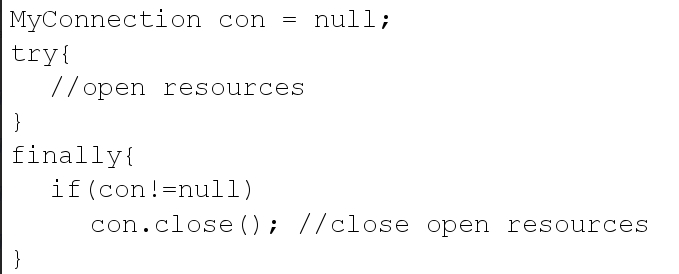 MyConnection con = null;
try{
   //open resources
}
finally{
   if(con!=null)
      con.close(); //close open resources
}